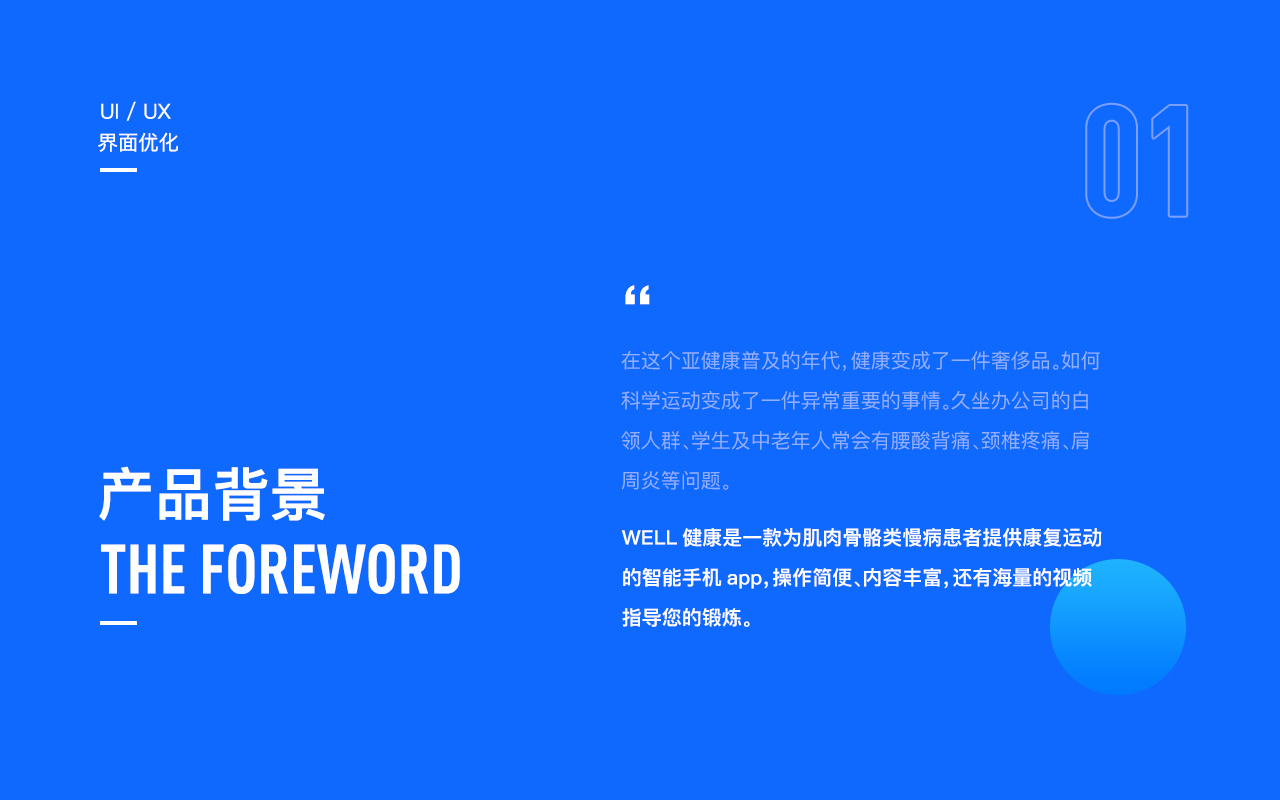 UI / UX
界面优化
01
“
在这个亚健康普及的年代，健康变成了一件奢侈品。如何
科学运动变成了一件异常重要的事情。久坐办公司的白
领人群、学生及中老年人常会有腰酸背痛、颈椎疼痛、肩
周炎等问题。
WELL 健康是一款为肌肉骨骼类慢病患者提供康复运动
的智能手机 app，操作简便、内容丰富，还有海量的视频
指导您的锻炼。
产品背景
THE FOREWORD